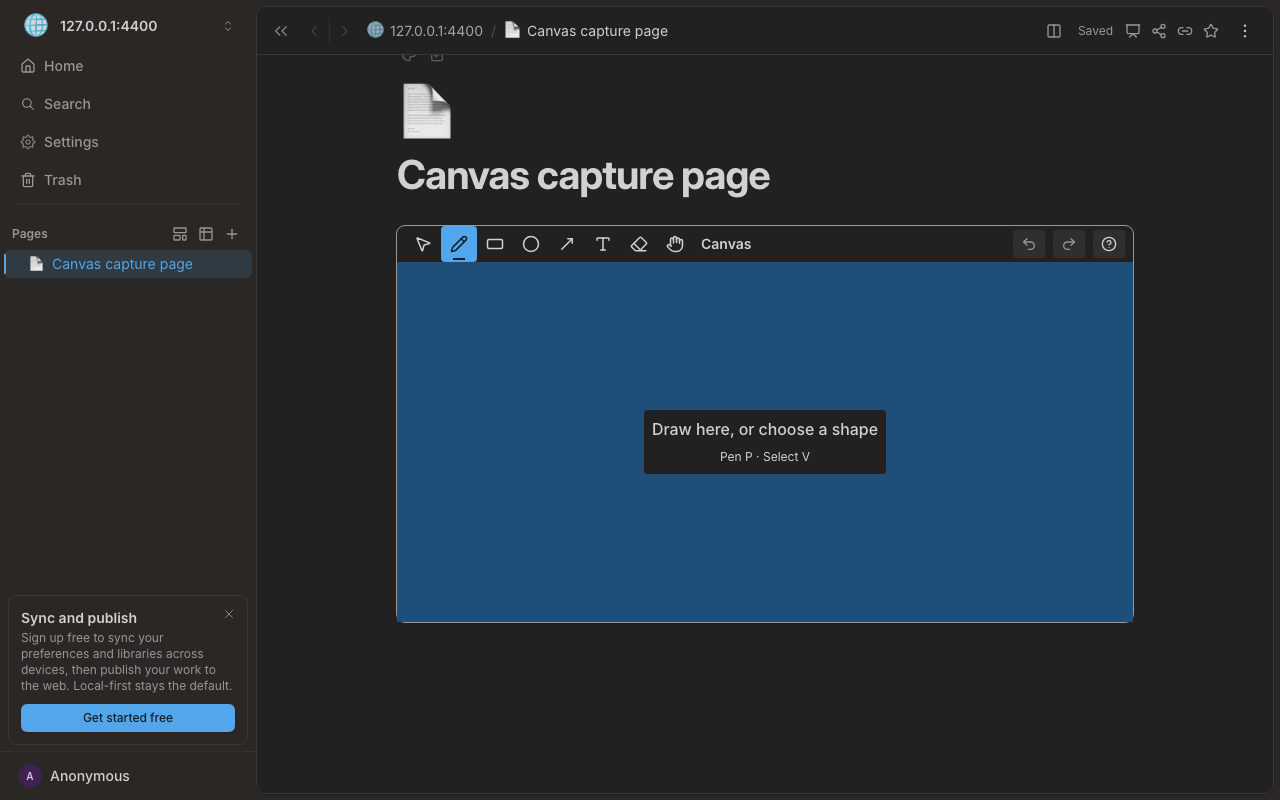 127.0.0.1:4400
Home
Search
Settings
Trash
Pages
Canvas capture page
Sync and publish
Sign up free to sync your
preferences and libraries across
devices, then publish your work to
the web. Local-first stays the default.
Get started free
A
Anonymous
127.0.0.1:4400 / Canvas capture page
Saved
Canvas capture page
Canvas
Draw here, or choose a shape
Pen P · Select V